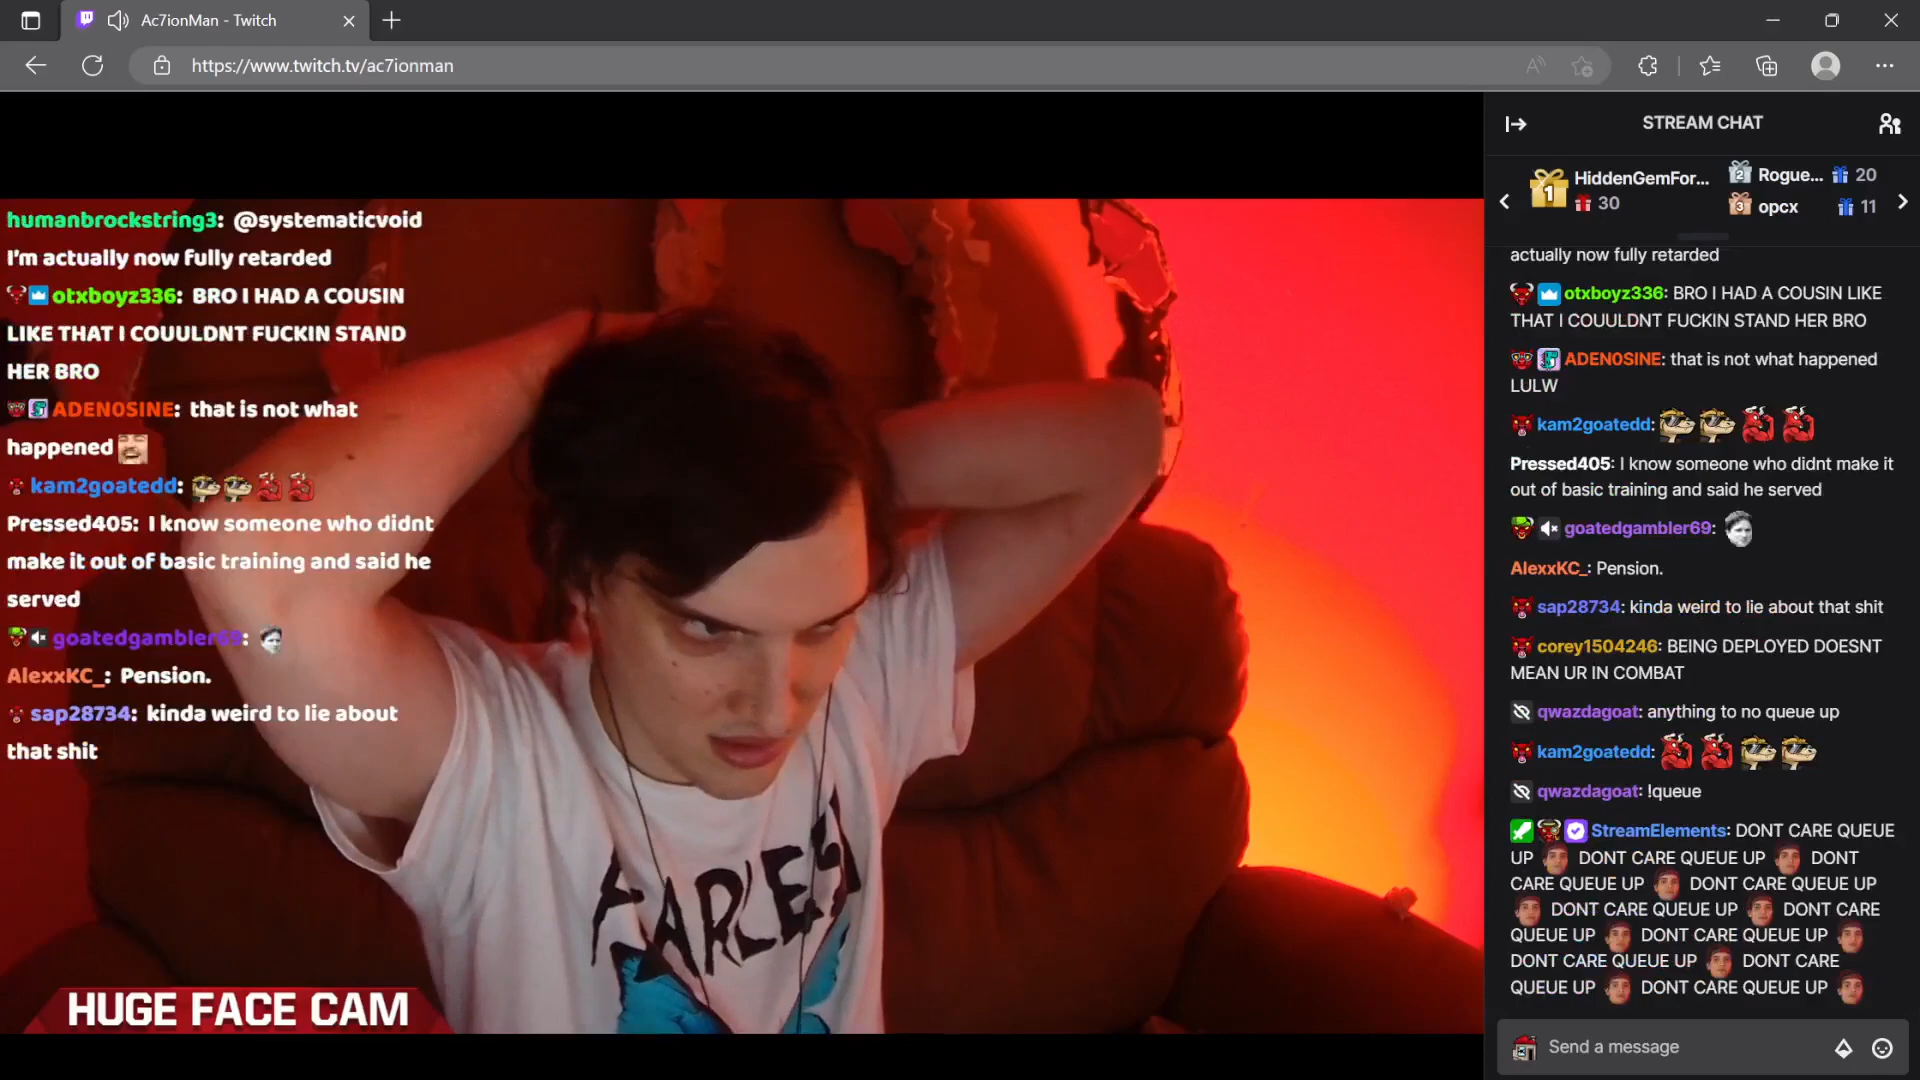 Ac7ionMan - Twitch
https://www.twitch.tv/ac7ionman
humanbrockstring3: @systematicvoid
I'm actually now fully retarded
otxboyz336: BRO I HAD A COUSIN
LIKE THAT I COUULDNT FUCKIN STAND
HER BRO
ADEN0SINE: that is not what
happened
kam2goatedd:
Pressed405: I know someone who didnt
make it out of basic training and said he
served
goatedgambler69:
AlexxKC_: Pension.
sap28734: kinda weird to lie about
that shit
HUGE FACE CAM
STREAM CHAT
1 HiddenGemFor...
30
2 Rogue... 20
3 opcx 11
actually now fully retarded
otxboyz336: BRO I HAD A COUSIN LIKE
THAT I COUULDNT FUCKIN STAND HER BRO
ADEN0SINE: that is not what happened
LULW
kam2goatedd:
Pressed405: I know someone who didnt make it
out of basic training and said he served
goatedgambler69:
AlexxKC_: Pension.
sap28734: kinda weird to lie about that shit
corey1504246: BEING DEPLOYED DOESNT
MEAN UR IN COMBAT
qwazdagoat: anything to no queue up
kam2goatedd:
qwazdagoat: !queue
StreamElements: DONT CARE QUEUE
UP DONT CARE QUEUE UP DONT
CARE QUEUE UP DONT CARE QUEUE UP
DONT CARE QUEUE UP DONT CARE
QUEUE UP DONT CARE QUEUE UP
DONT CARE QUEUE UP DONT CARE
QUEUE UP DONT CARE QUEUE UP
Send a message